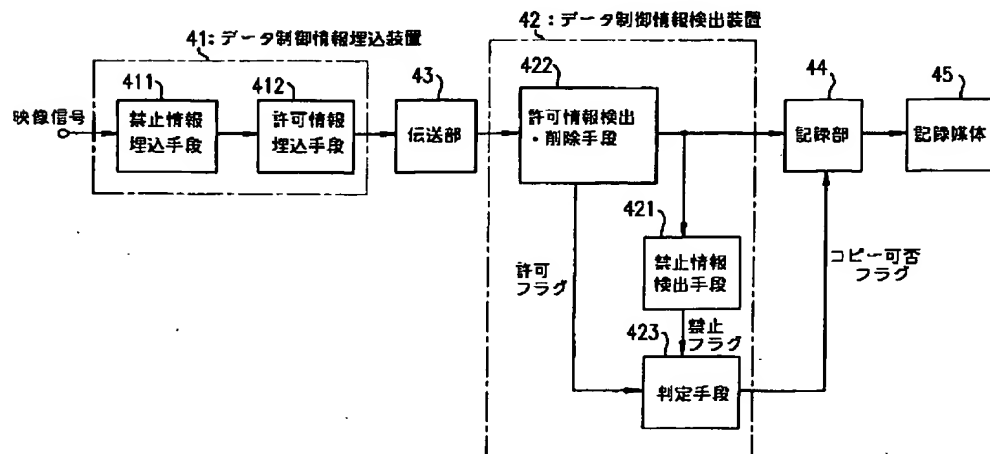 41：データ制御情報埋込装置
42：データ制御情報検出装置
411
412
43
422
44
45
映像信号
禁止情報
埋込手段
許可情報
埋込手段
伝送部
許可情報検出
・削除手段
記録部
記録媒体
421
禁止情報
検出手段
許可
フラグ
コピー可否
フラグ
禁止
フラグ
423
判定手段